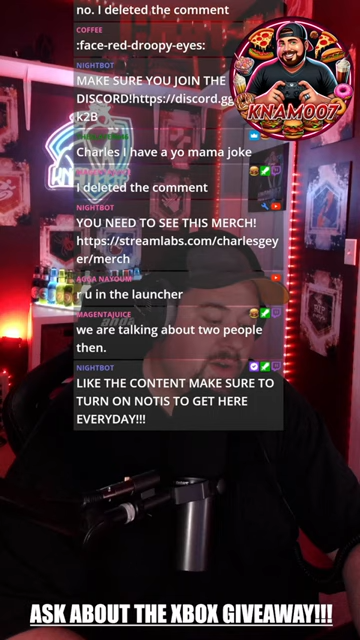 no. I deleted the comment
COFFEE
:face-red-droopy-eyes:
NIGHTBOT
MAKE SURE YOU JOIN THE
DISCORD!https://discord.gg
k2B
KNAM007
Charles I have a yo mama joke
I deleted the comment
NIGHTBOT
YOU NEED TO SEE THIS MERCH!
https://streamlabs.com/charlesgey
er/merch
NAYOUM
r u in the launcher
MAGENTAJUICE
we are talking about two people
then.
NIGHTBOT
LIKE THE CONTENT MAKE SURE TO
TURN ON NOTIS TO GET HERE
EVERYDAY!!!
ASK ABOUT THE XBOX GIVEAWAY!!!